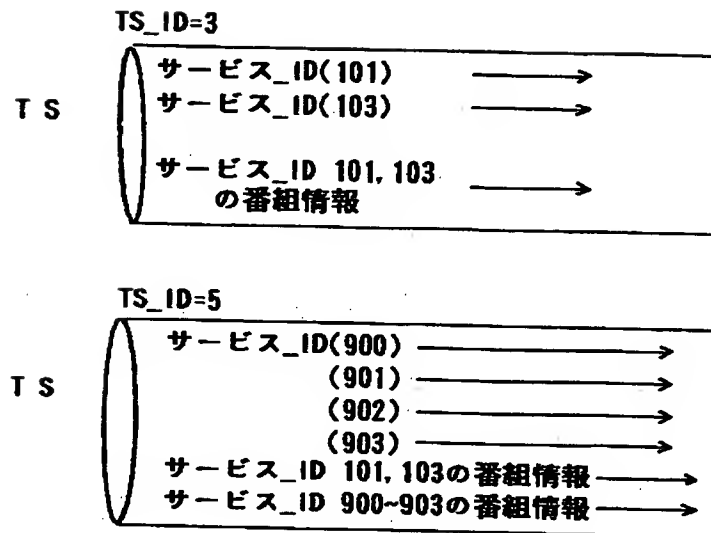 TS_ID=3
サービス_ID(101)
TS
サービス_ID(103)
サービス_ID 101, 103
の番組情報
TS_ID=5
サービス_ID(900)
(901)
TS
(902)
(903)
サービス_ID 101, 103の番組情報
サービス_ID 900~903の番組情報